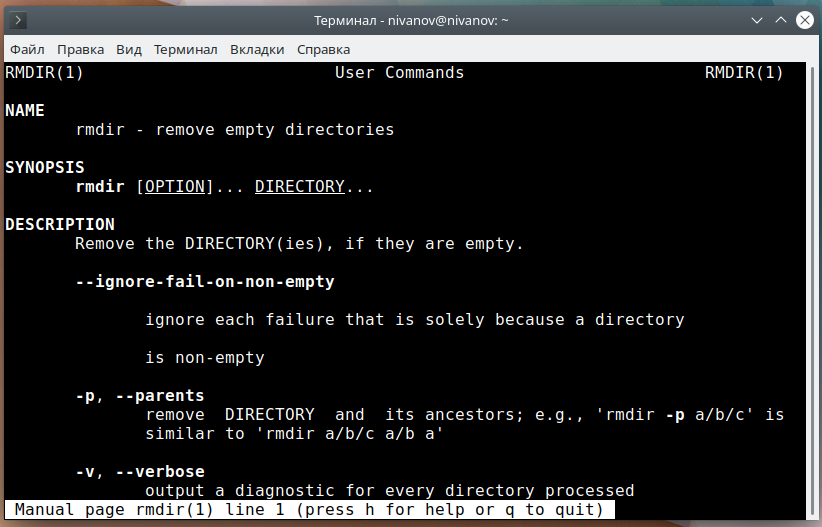 Терминал - nivanov@nivanov: ~
Файл Правка Вид Терминал Вкладки Справка
RMDIR(1) User Commands RMDIR(1)
NAME
rmdir - remove empty directories
SYNOPSIS
rmdir [OPTION]... DIRECTORY...
DESCRIPTION
Remove the DIRECTORY(ies), if they are empty.
--ignore-fail-on-non-empty
ignore each failure that is solely because a directory
is non-empty
-p, --parents
remove DIRECTORY and its ancestors; e.g., 'rmdir -p a/b/c' is
similar to 'rmdir a/b/c a/b a'
-v, --verbose
output a diagnostic for every directory processed
Manual page rmdir(1) line 1 (press h for help or q to quit)